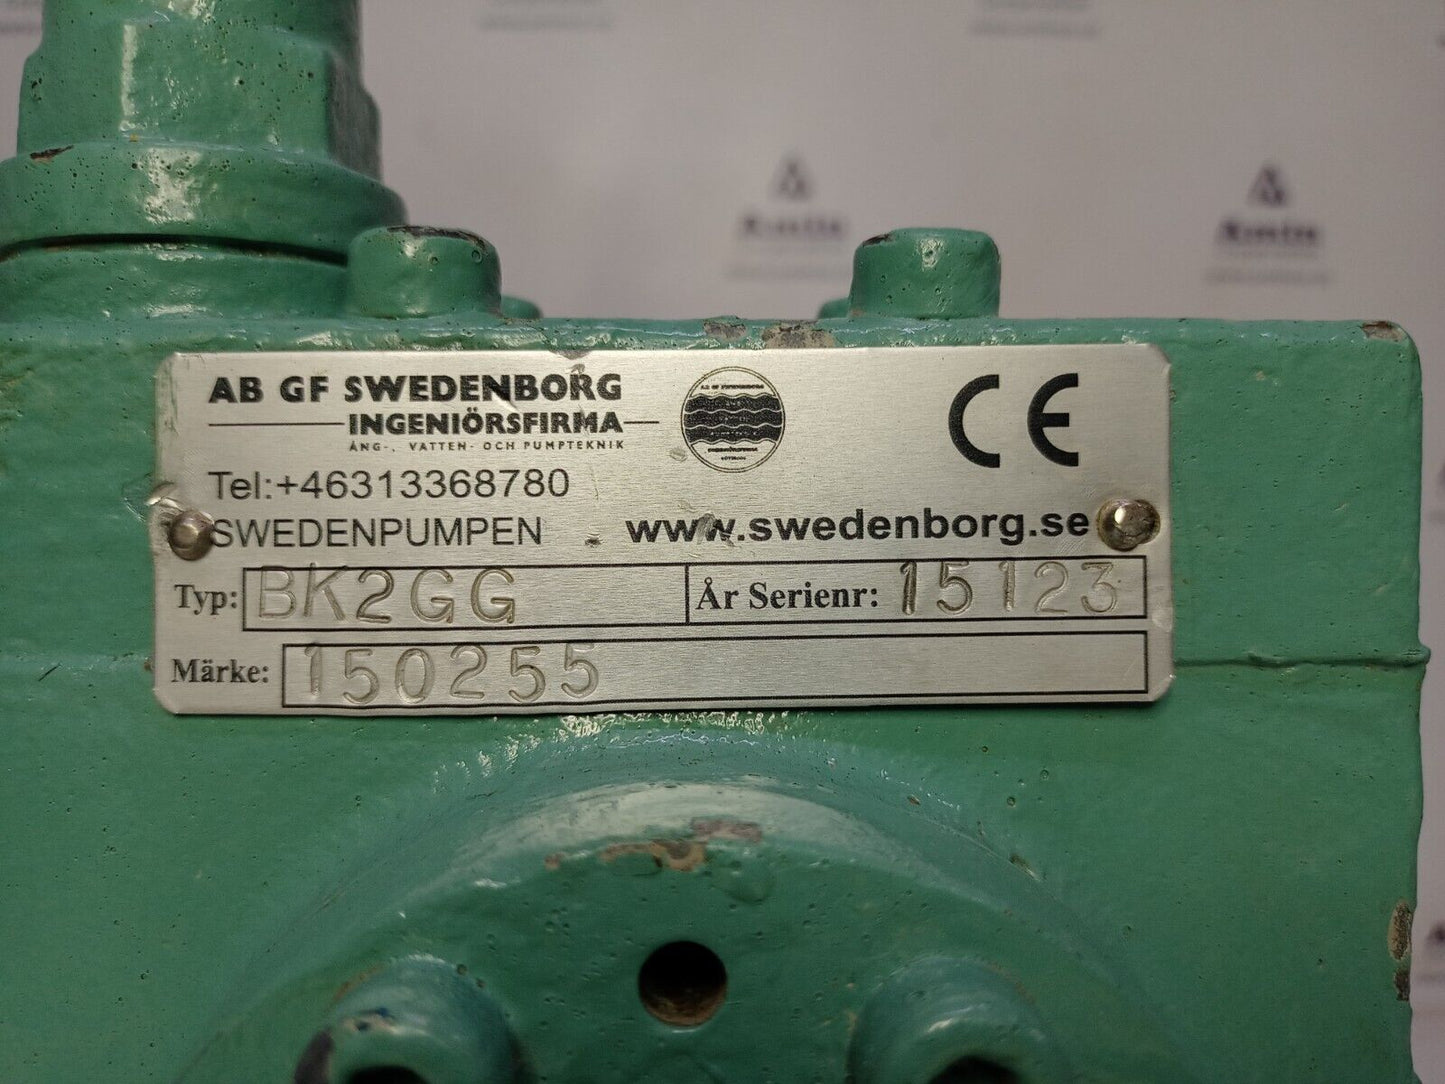 AB GF SWEDENBORG
INGENIÖRSFIRMA
ÅNG-, VATTEN- OCH PUMPTEKNIK
Tel:+46313368780
SWEDENPUMPEN www.swedenborg.se
Typ: BK2GG År Serienr: 15123
Märke: 150255
CE